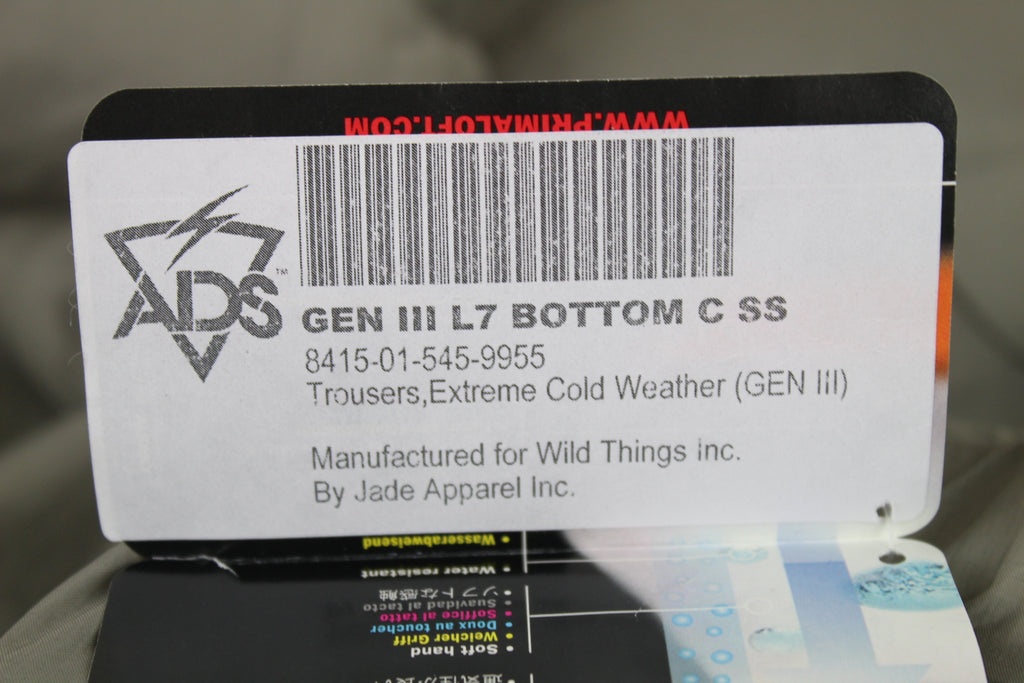 WWW.PRIMALOFT.COM
ADS™
GEN III L7 BOTTOM C SS
8415-01-545-9955
Trousers,Extreme Cold Weather (GEN III)
Manufactured for Wild Things Inc.
By Jade Apparel Inc.
• Wasserabweisend
• Water resistant
• ソフトな感触
• Suavidad al tacto
• Soffice al tatto
• Doux au toucher
• Weicher Griff
• Soft hand